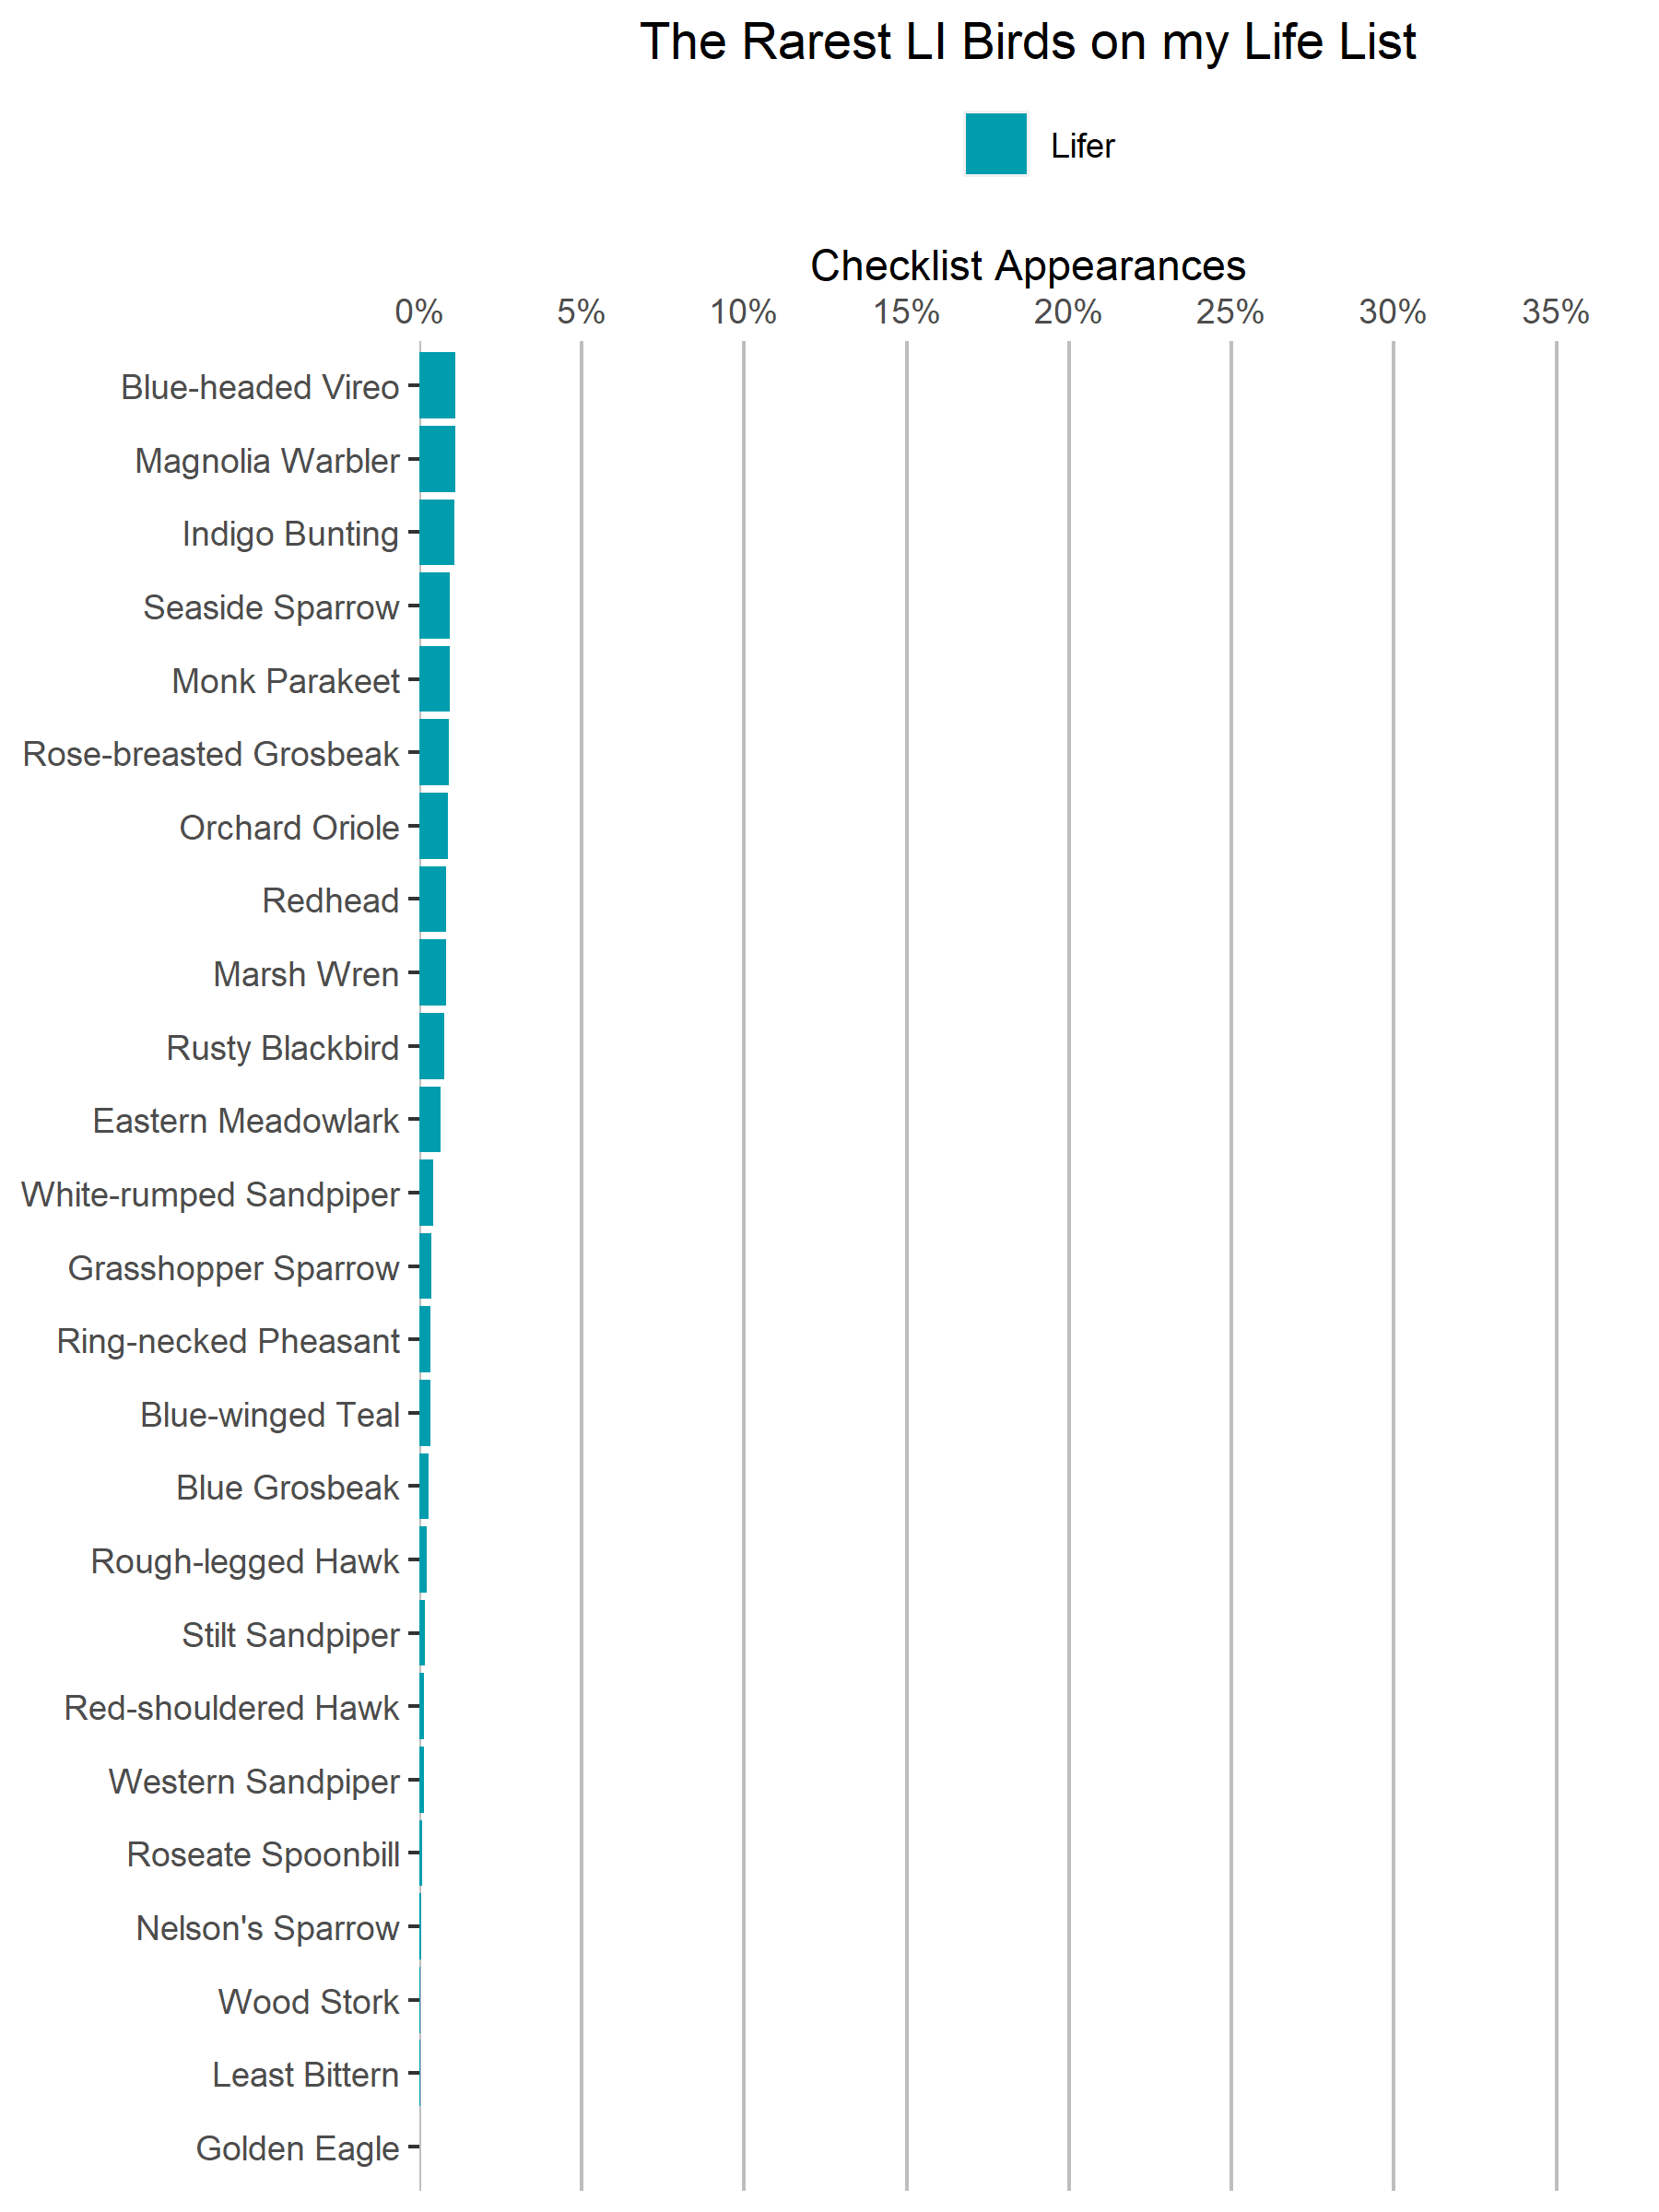 The Rarest LI Birds on my Life List
Lifer
Checklist Appearances
0% 5% 10% 15% 20% 25% 30% 35%
Blue-headed Vireo
Magnolia Warbler
Indigo Bunting
Seaside Sparrow
Monk Parakeet
Rose-breasted Grosbeak
Orchard Oriole
Redhead
Marsh Wren
Rusty Blackbird
Eastern Meadowlark
White-rumped Sandpiper
Grasshopper Sparrow
Ring-necked Pheasant
Blue-winged Teal
Blue Grosbeak
Rough-legged Hawk
Stilt Sandpiper
Red-shouldered Hawk
Western Sandpiper
Roseate Spoonbill
Nelson's Sparrow
Wood Stork
Least Bittern
Golden Eagle